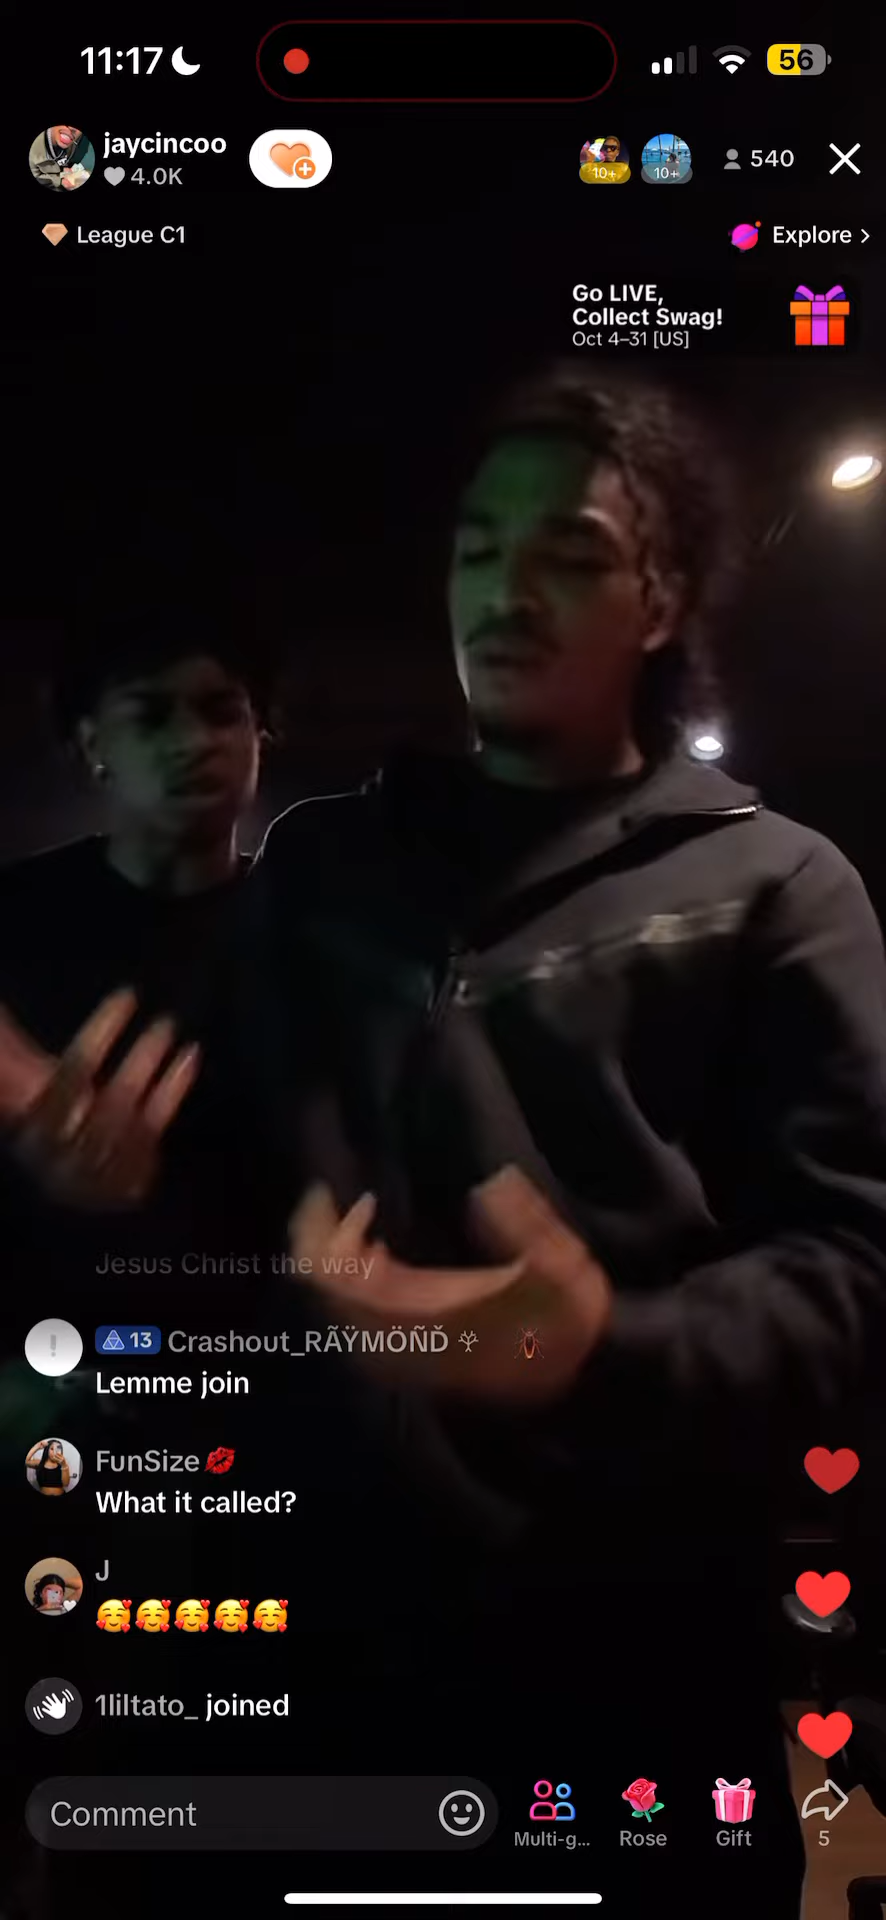 11:17
56
jaycincoo
4.0K
10+
10+
540
League C1
Explore >
Go LIVE,
Collect Swag!
Oct 4–31 [US]
Jesus Christ the way
13 Crashout_RÃŸMÖÑĎ
Lemme join
FunSize💋
What it called?
J
🥰🥰🥰🥰🥰
1liltato_ joined
Comment
Multi-g...
Rose
Gift
5